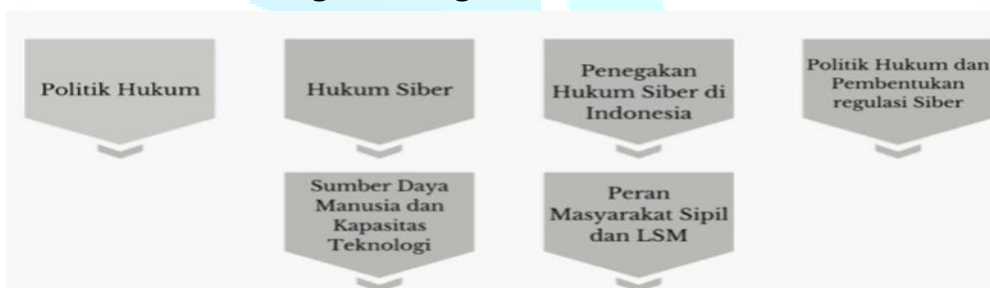 Politik Hukum
Hukum Siber
Penegakan
Hukum Siber di
Indonesia
Politik Hukum dan
Pembentukan
regulasi Siber
Sumber Daya
Manusia dan
Kapasitas
Teknologi
Peran
Masyarakat Sipil
dan LSM